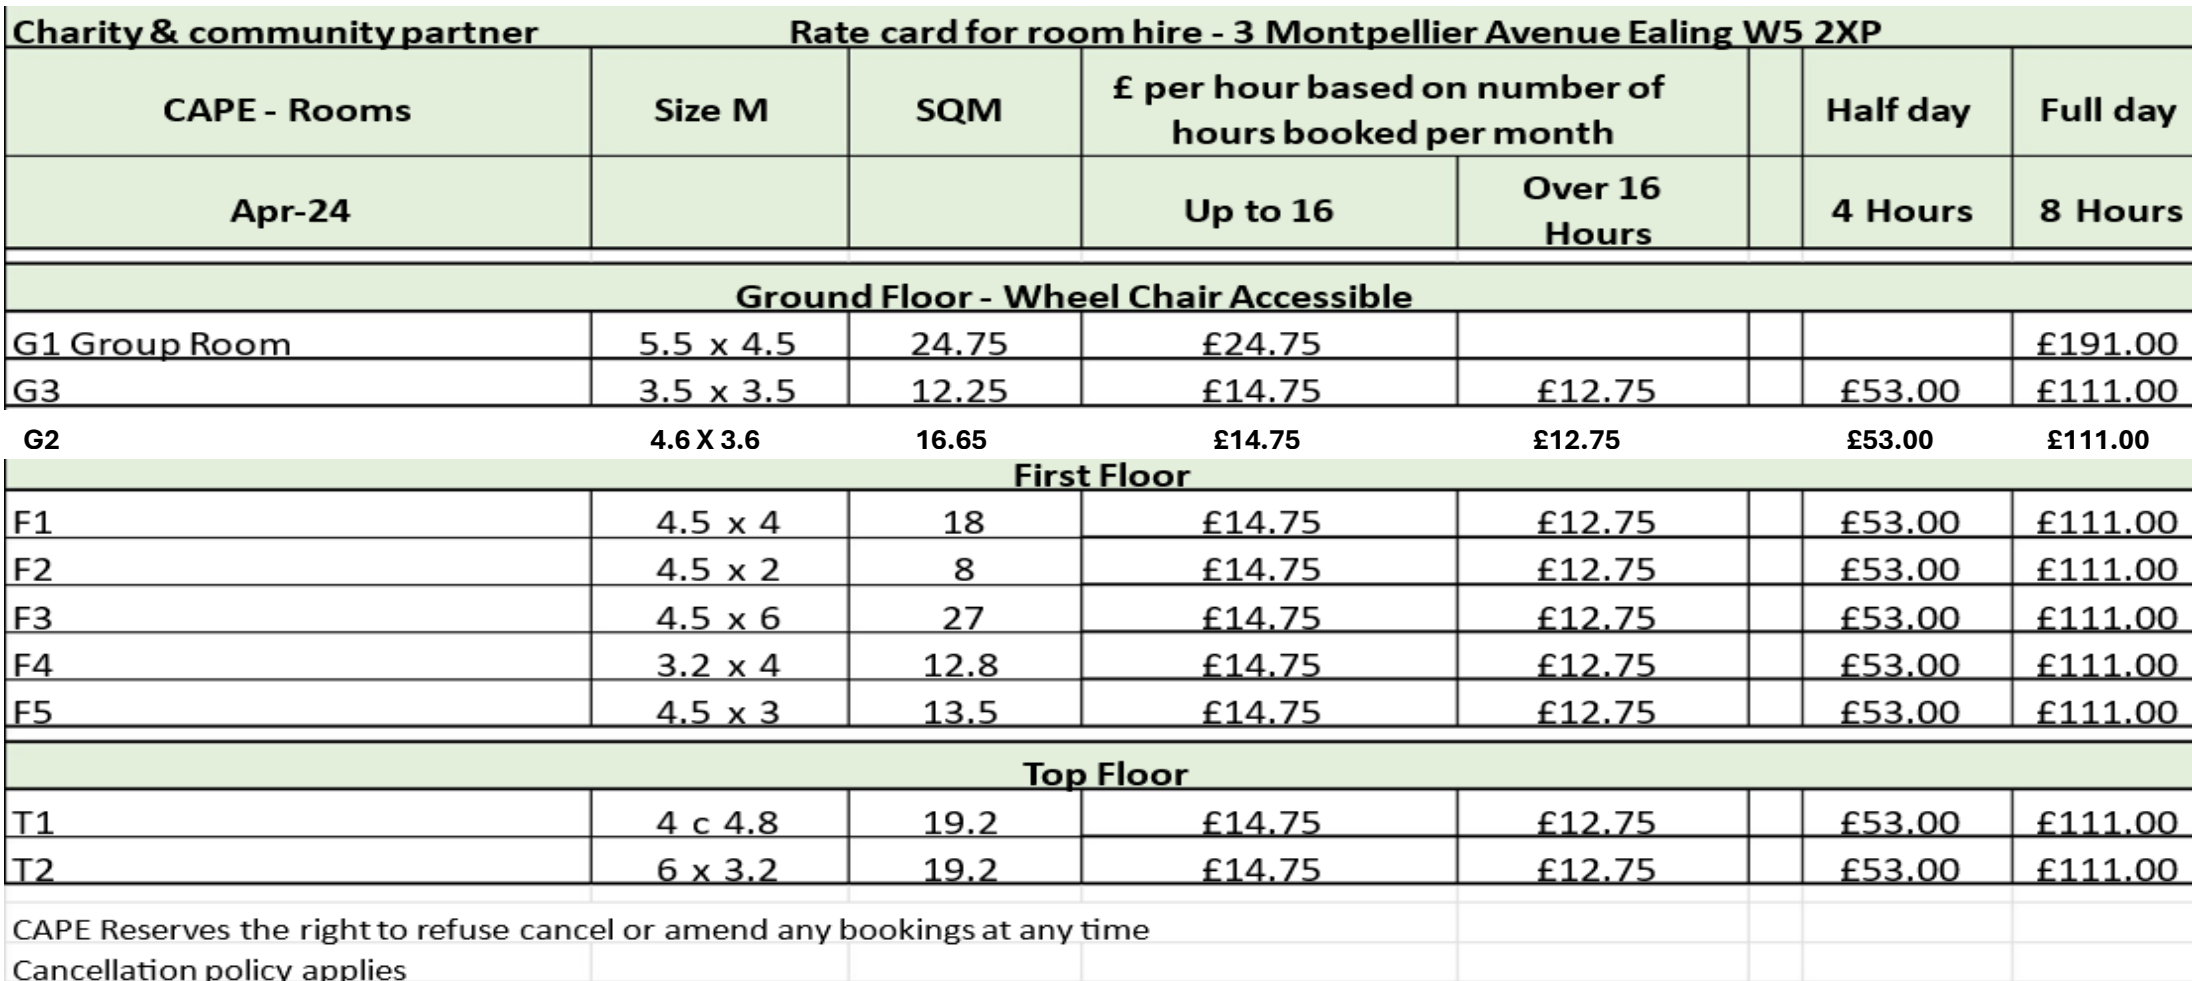 Charity & community partner Rate card for room hire - 3 Montpellier Avenue Ealing W5 2XP
CAPE - Rooms Size M SQM £ per hour based on number of hours booked per month Half day Full day
Apr-24 Up to 16 Over 16 Hours 4 Hours 8 Hours
Ground Floor - Wheel Chair Accessible
G1 Group Room 5.5 x 4.5 24.75 £24.75 £191.00
G3 3.5 x 3.5 12.25 £14.75 £12.75 £53.00 £111.00
G2 4.6 X 3.6 16.65 £14.75 £12.75 £53.00 £111.00
First Floor
F1 4.5 x 4 18 £14.75 £12.75 £53.00 £111.00
F2 4.5 x 2 8 £14.75 £12.75 £53.00 £111.00
F3 4.5 x 6 27 £14.75 £12.75 £53.00 £111.00
F4 3.2 x 4 12.8 £14.75 £12.75 £53.00 £111.00
F5 4.5 x 3 13.5 £14.75 £12.75 £53.00 £111.00
Top Floor
T1 4 c 4.8 19.2 £14.75 £12.75 £53.00 £111.00
T2 6 x 3.2 19.2 £14.75 £12.75 £53.00 £111.00
CAPE Reserves the right to refuse cancel or amend any bookings at any time
Cancellation policy applies